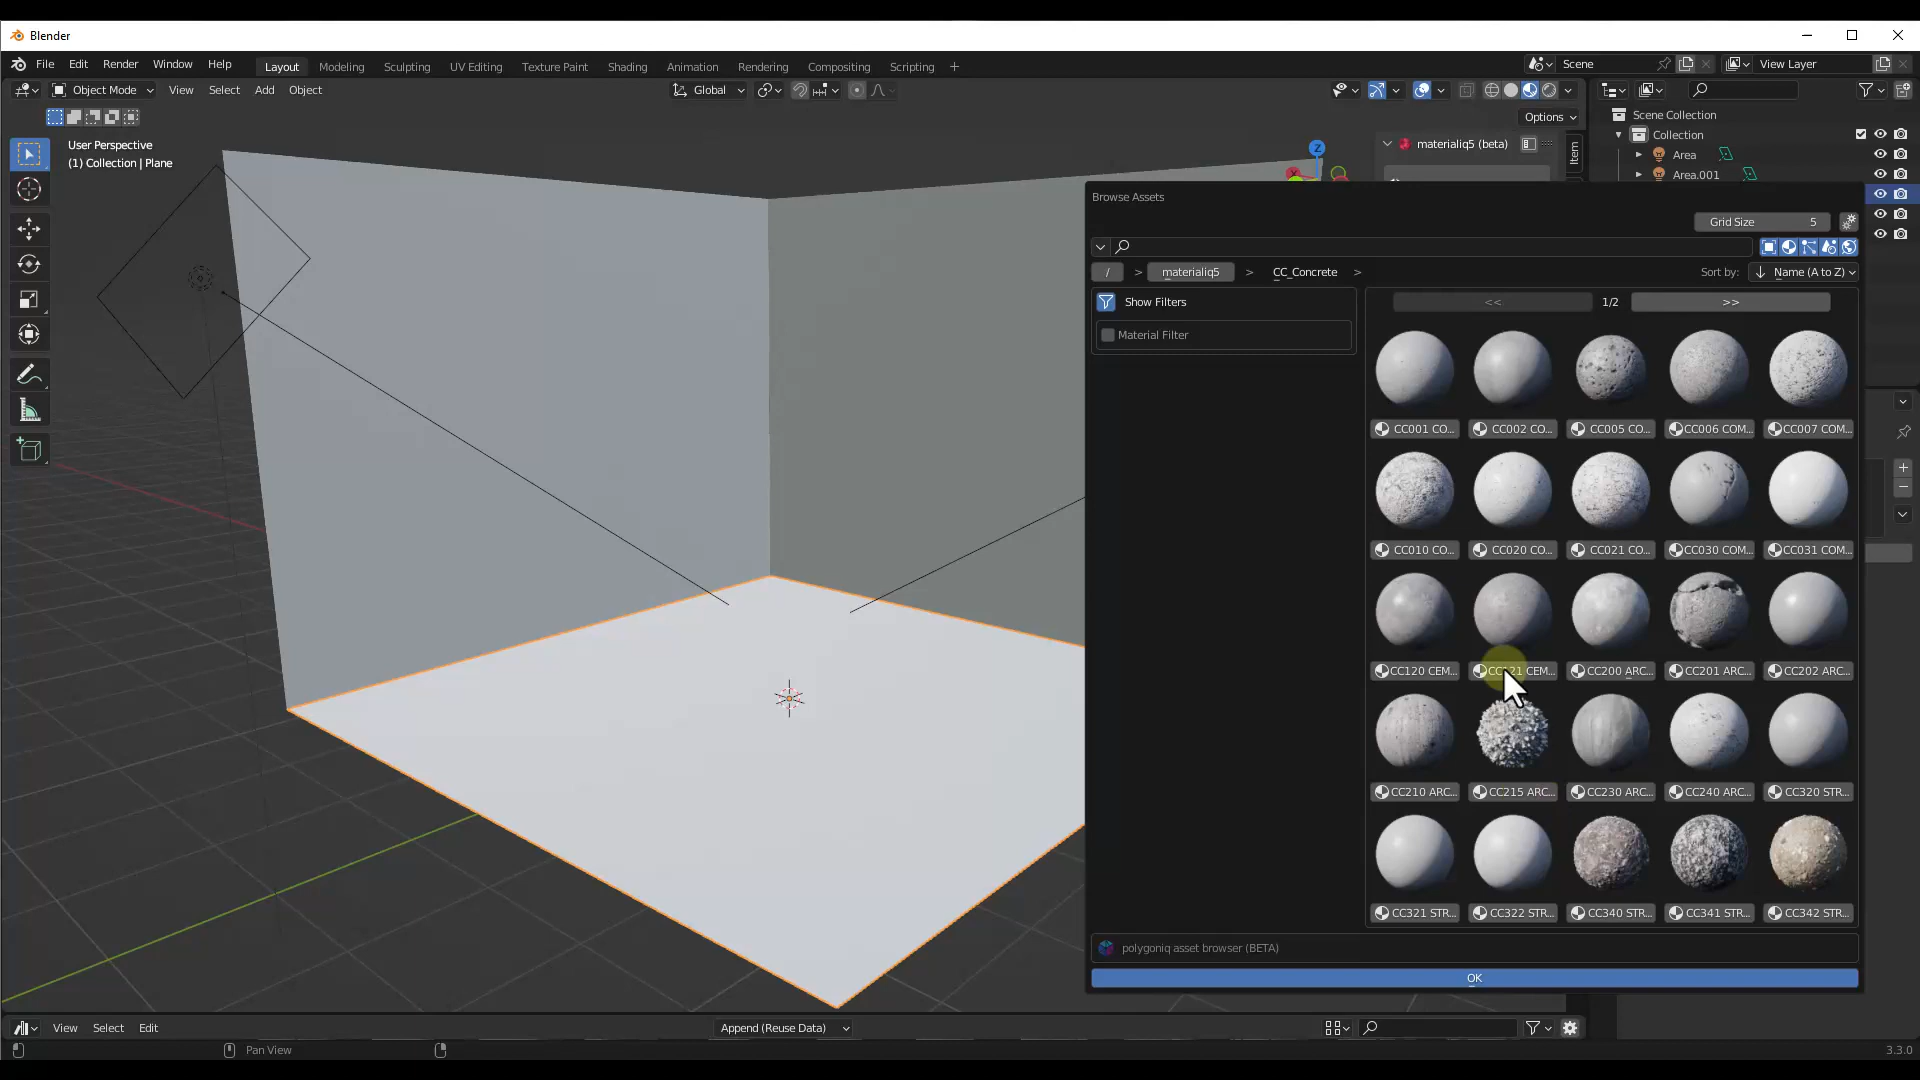 Blender
File Edit Render Window Help Layout Modeling Sculpting UV Editing Texture Paint Shading Animation Rendering Compositing Scripting + Scene View Layer
Object Mode View Select Add Object Global
Options
User Perspective
(1) Collection | Plane
materialiq5 (beta)
Item
Scene Collection
Collection
Area
Area.001
Z
Browse Assets
Grid Size 5
/ > materialiq5 > CC_Concrete > Sort by: Name (A to Z)
Show Filters
Material Filter
<< 1/2 >>
CC001 CO... CC002 CO... CC005 CO... CC006 COM... CC007 COM...
CC010 CO... CC020 CO... CC021 CO... CC030 COM... CC031 COM...
CC120 CEM... CC121 CEM... CC200 ARC... CC201 ARC... CC202 ARC...
CC210 ARC... CC215 ARC... CC230 ARC... CC240 ARC... CC320 STR...
CC321 STR... CC322 STR... CC340 STR... CC341 STR... CC342 STR...
polygoniq asset browser (BETA)
OK
View Select Edit Append (Reuse Data)
Pan View 3.3.0